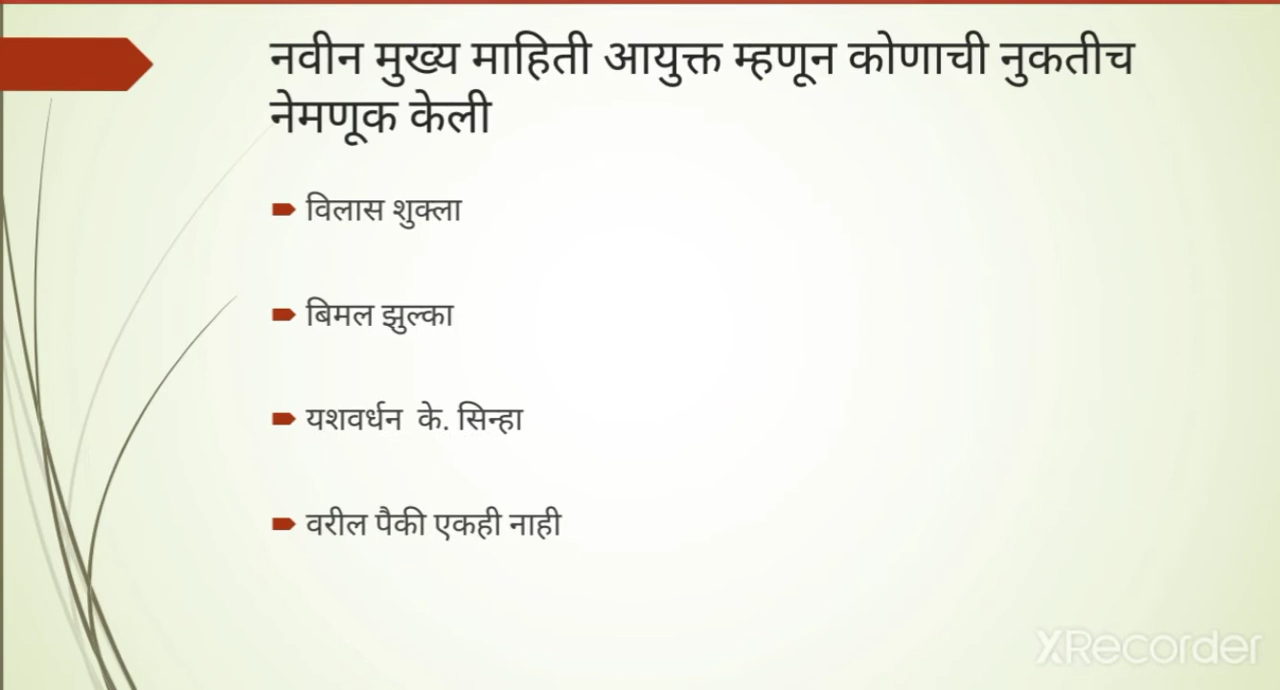 नवीन मुख्य माहिती आयुक्त म्हणून कोणाची नुकतीच
नेमणूक केली
विलास शुक्ला
बिमल झुल्का
यशवर्धन के. सिन्हा
वरील पैकी एकही नाही
XRecorder